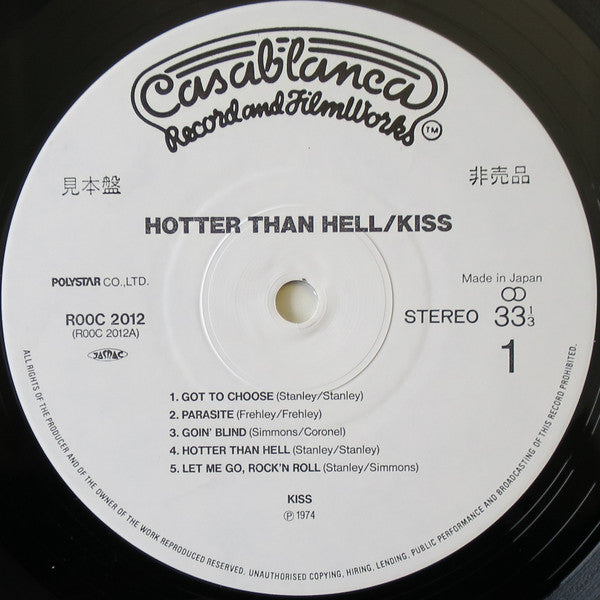 Casablanca
Record and FilmWorks TM
見本盤
非売品
HOTTER THAN HELL/KISS
POLYSTAR CO.,LTD.
Made in Japan
R00C 2012
STEREO 33 1/3
(R00C 2012A)
JASRAC
1
1. GOT TO CHOOSE (Stanley/Stanley)
2. PARASITE (Frehley/Frehley)
3. GOIN' BLIND (Simmons/Coronel)
4. HOTTER THAN HELL (Stanley/Stanley)
5. LET ME GO, ROCK'N ROLL (Stanley/Simmons)
KISS
Ⓟ 1974
ALL RIGHTS OF THE PRODUCER AND OF THE OWNER OF THE WORK REPRODUCED RESERVED. UNAUTHORISED COPYING, HIRING, LENDING, PUBLIC PERFORMANCE AND BROADCASTING OF THIS RECORD PROHIBITED.